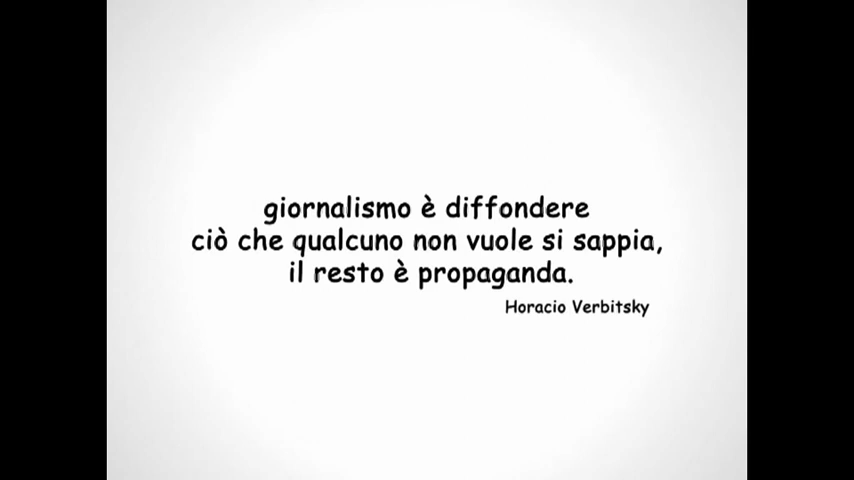 giornalismo è diffondere
ciò che qualcuno non vuole si sappia,
il resto è propaganda.
Horacio Verbitsky